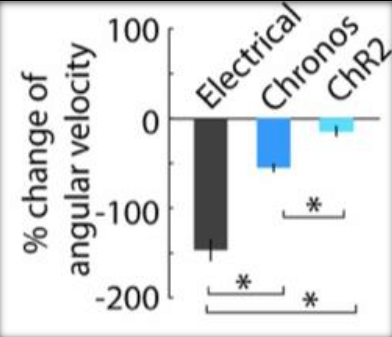 % change of
angular velocity
100
0
-100
-200
Electrical
Chronos
ChR2
*
*
*